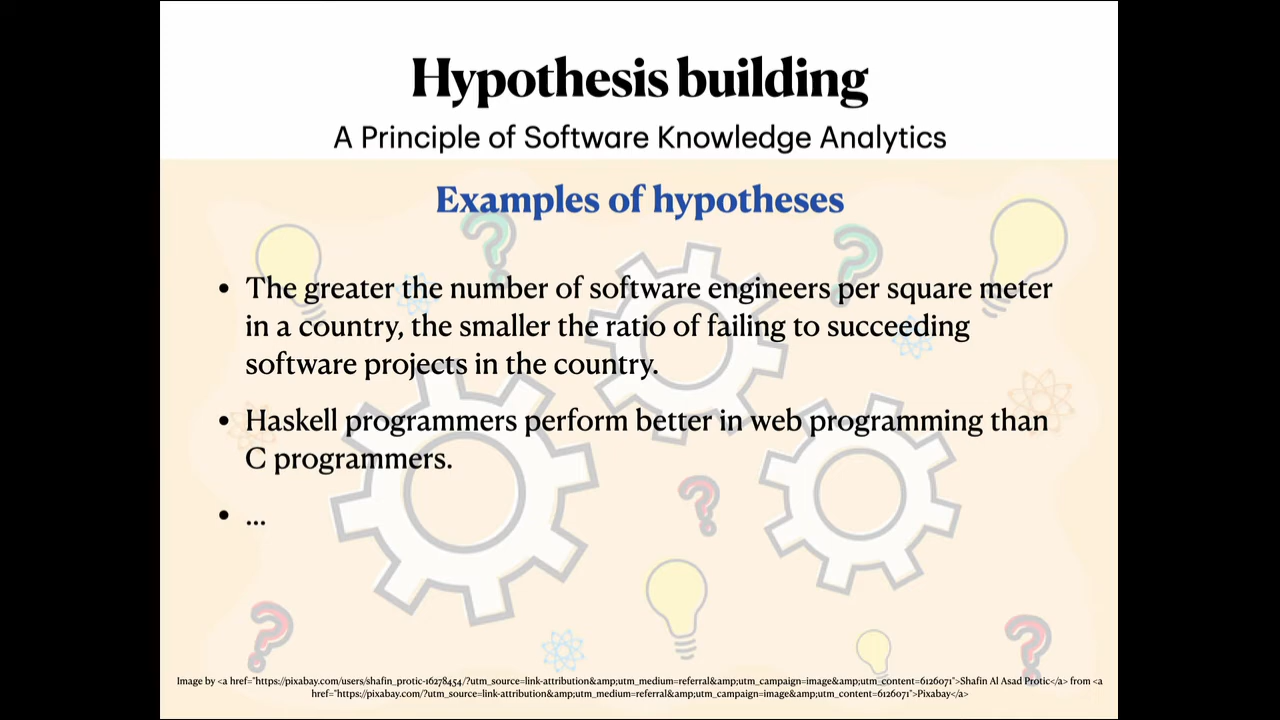 Hypothesis building
A Principle of Software Knowledge Analytics
Examples of hypotheses
• The greater the number of software engineers per square meter
in a country, the smaller the ratio of failing to succeeding
software projects in the country.
• Haskell programmers perform better in web programming than
C programmers.
• ...
Image by <a href="https://pixabay.com/users/shafin_protic-16278454/?utm_source=link-attribution&amp;utm_medium=referral&amp;utm_campaign=image&amp;utm_content=6126071">Shafin Al Asad Protic</a> from <a
href="https://pixabay.com/?utm_source=link-attribution&amp;utm_medium=referral&amp;utm_campaign=image&amp;utm_content=6126071">Pixabay</a>